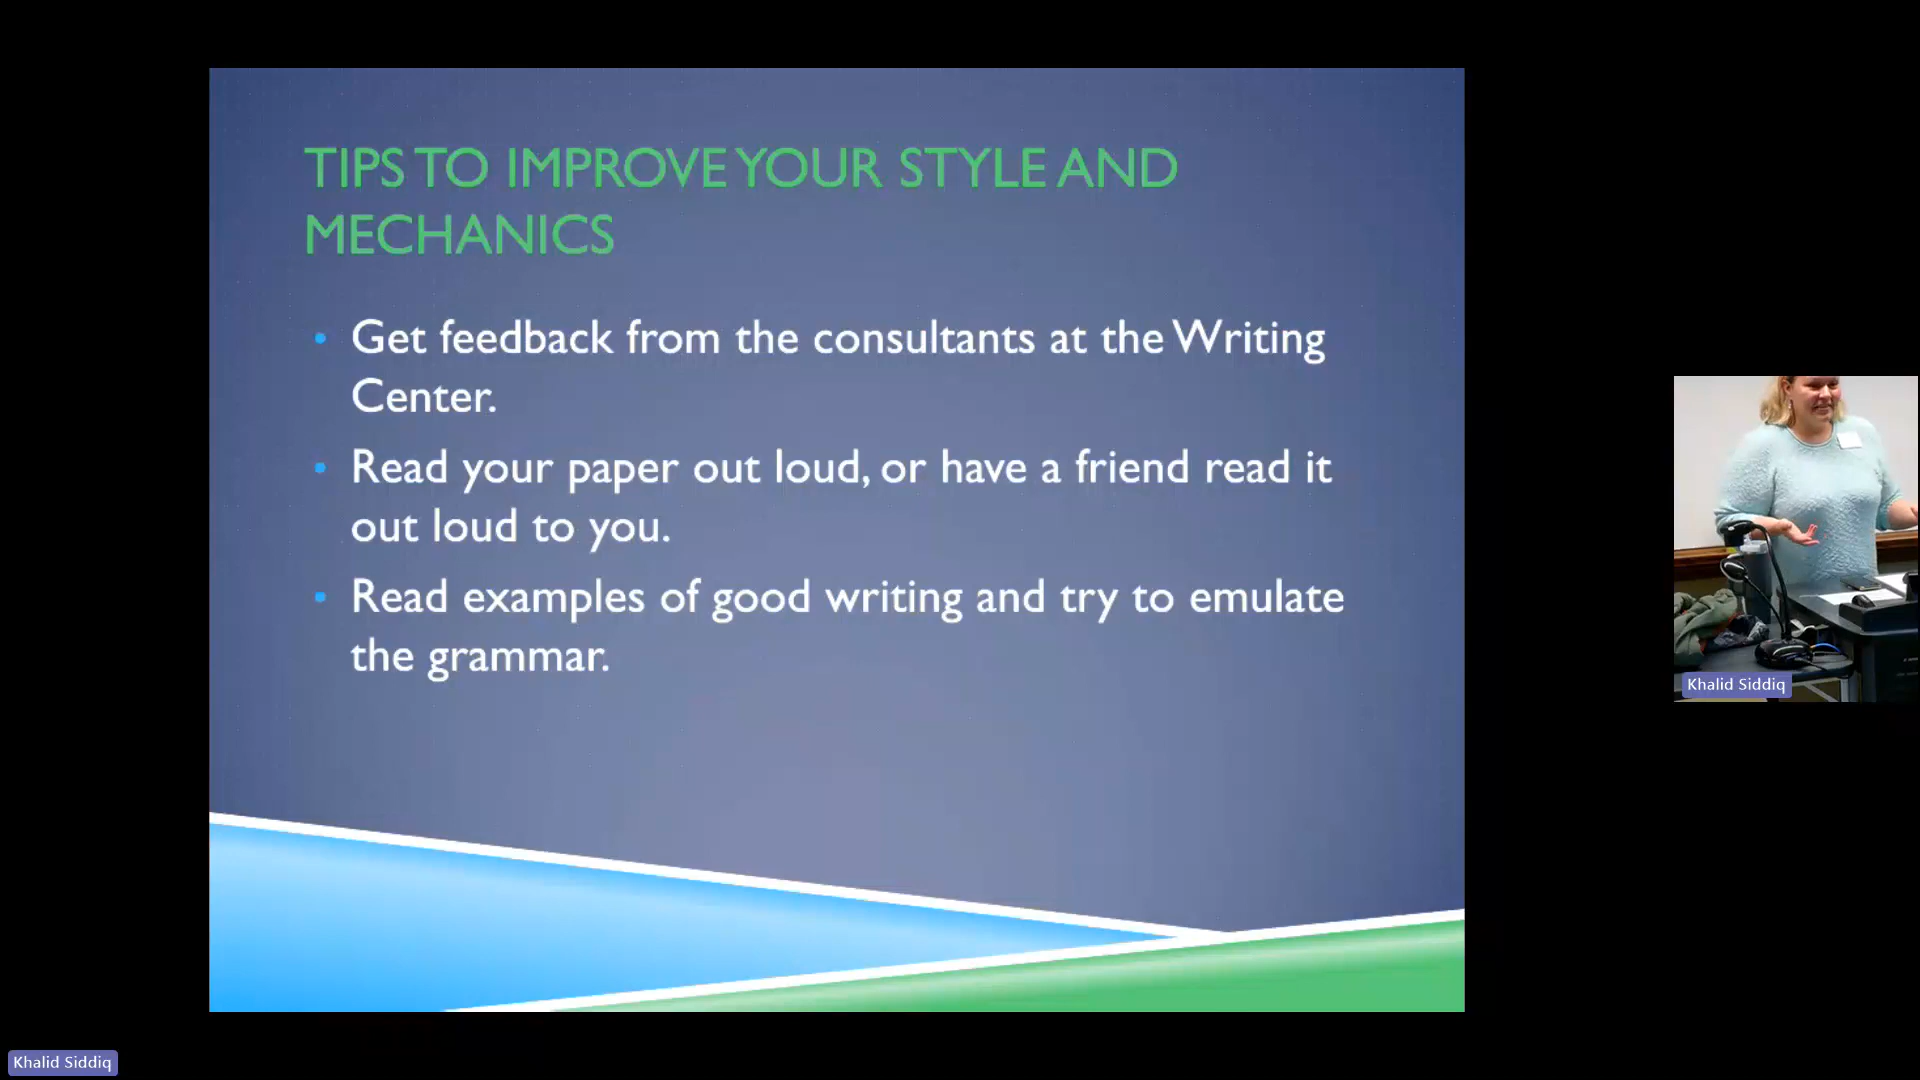 TIPS TO IMPROVE YOUR STYLE AND
MECHANICS
• Get feedback from the consultants at the Writing
Center.
• Read your paper out loud, or have a friend read it
out loud to you.
• Read examples of good writing and try to emulate
the grammar.
Khalid Siddiq
Khalid Siddiq